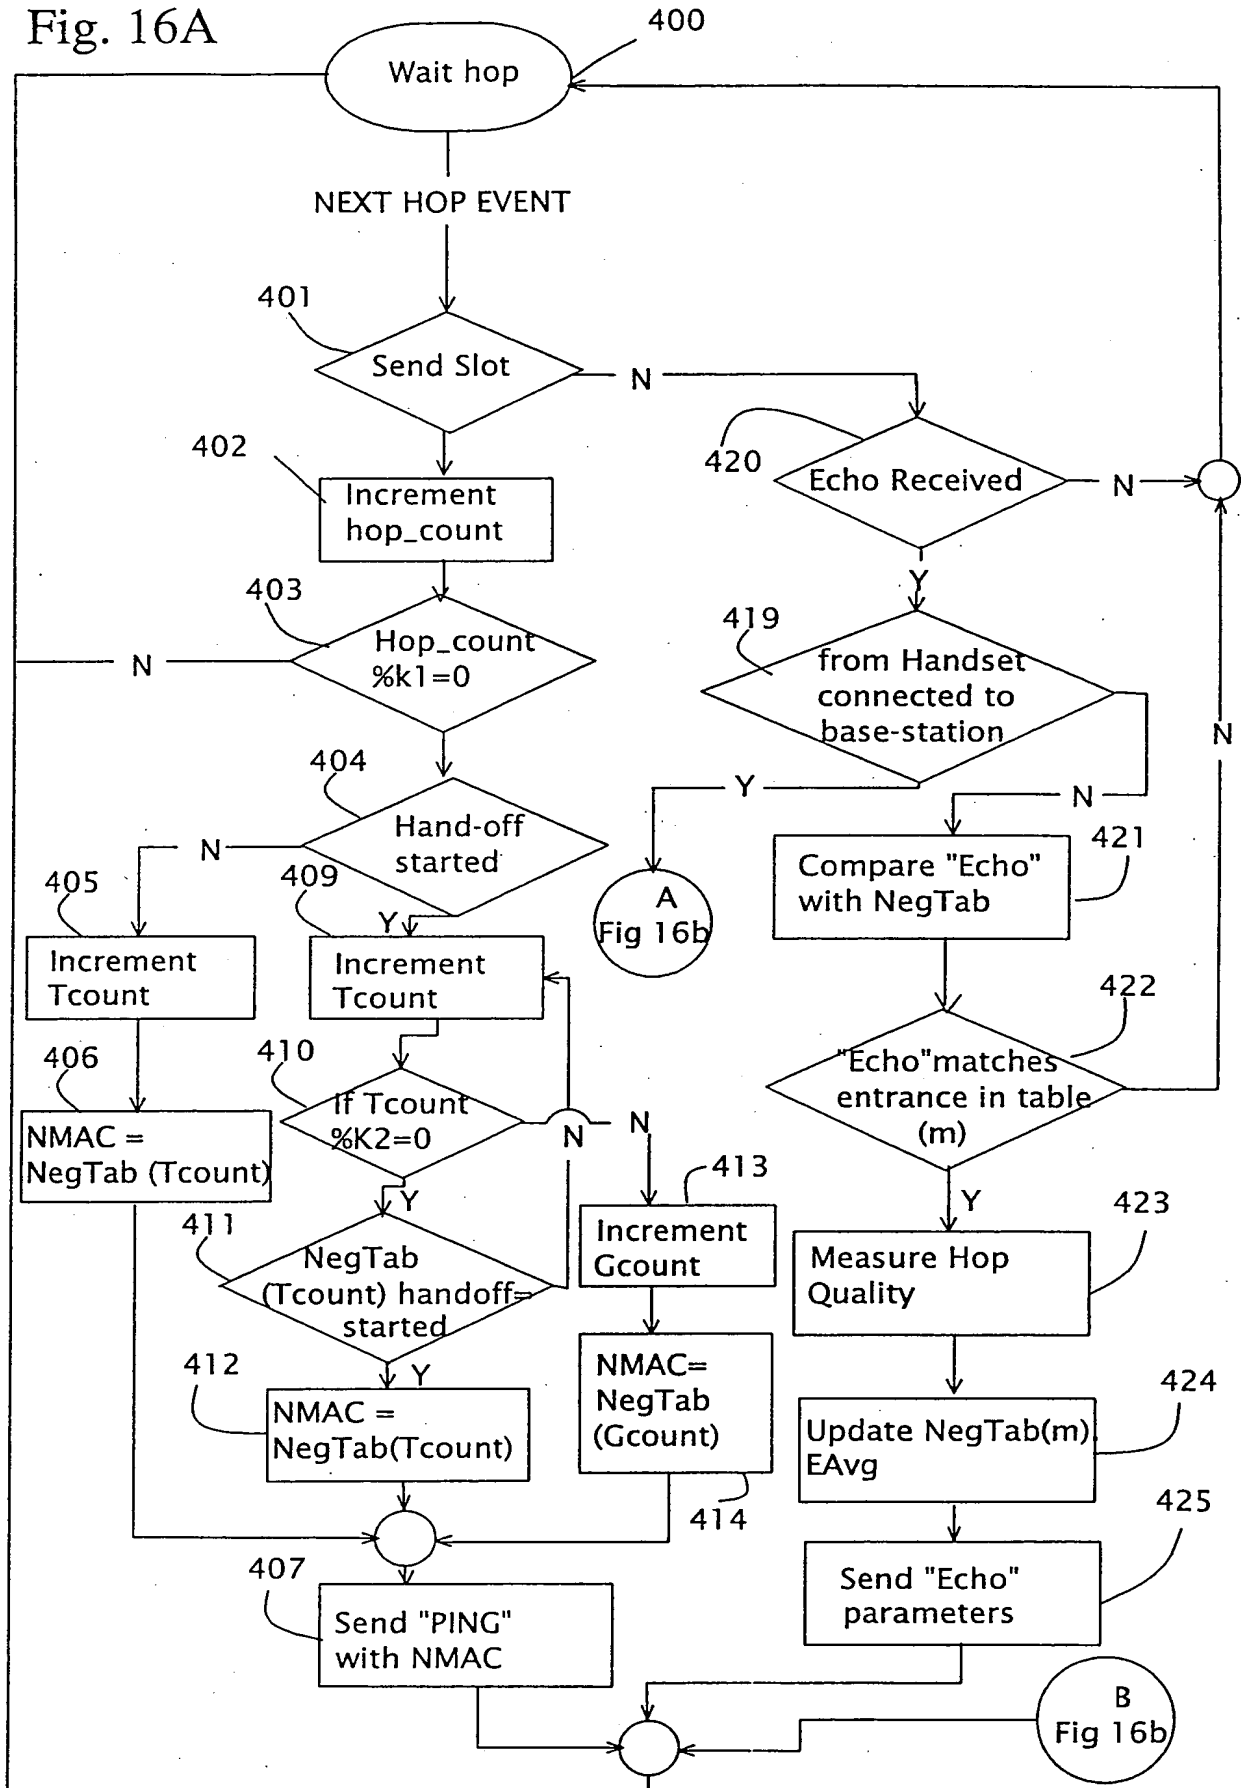 Fig. 16A
400
Wait hop
NEXT HOP EVENT
401
Send Slot
N
402
420
Echo Received
N
Increment
hop_count
Y
403
419
Hop_count
%k1=0
N
from Handset
connected to
base-station
N
404
Y
N
Hand-off
started
N
421
405
409
A
Fig 16b
Compare "Echo"
with NegTab
Y
Increment
Tcount
Increment
Tcount
422
406
410
"Echo"matches
entrance in table
(m)
If Tcount
%K2=0
N
N
NMAC =
NegTab (Tcount)
413
Y
Y
411
423
Increment
Gcount
NegTab
(Tcount) handoff=
started
Measure Hop
Quality
412
Y
NMAC=
NegTab
(Gcount)
424
NMAC =
NegTab(Tcount)
Update NegTab(m)
EAvg
414
425
407
Send "PING"
with NMAC
Send "Echo"
parameters
B
Fig 16b